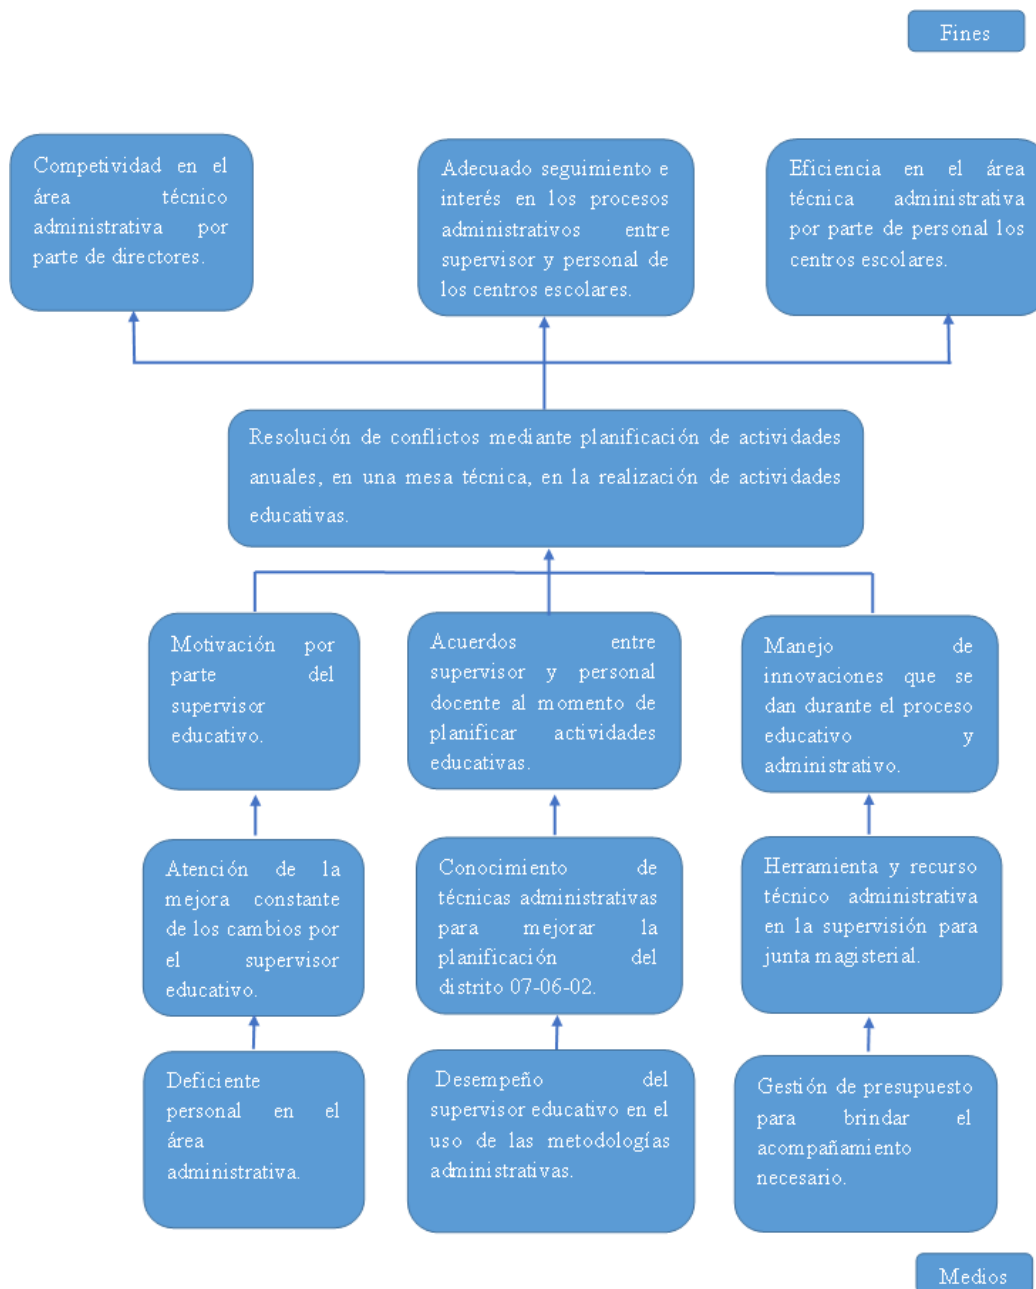 Fines
Competividad en el
área técnico
administrativa por
parte de directores.
Adecuado seguimiento e
interés en los procesos
administrativos entre
supervisor y personal de
los centros escolares.
Eficiencia en el área
técnica administrativa
por parte de personal los
centros escolares.
Resolución de conflictos mediante planificación de actividades
anuales, en una mesa técnica, en la realización de actividades
educativas.
Motivación por
parte del
supervisor
educativo.
Acuerdos entre
supervisor y personal
docente al momento de
planificar actividades
educativas.
Manejo de
innovaciones que se
dan durante el proceso
educativo y
administrativo.
Atención de la
mejora constante
de los cambios por
el supervisor
educativo.
Conocimiento de
técnicas administrativas
para mejorar la
planificación del
distrito 07-06-02.
Herramienta y recurso
técnico administrativa
en la supervisión para
junta magisterial.
Deficiente
personal en el
área
administrativa.
Desempeño del
supervisor educativo en el
uso de las metodologías
administrativas.
Gestión de presupuesto
para brindar el
acompañamiento
necesario.
Medios